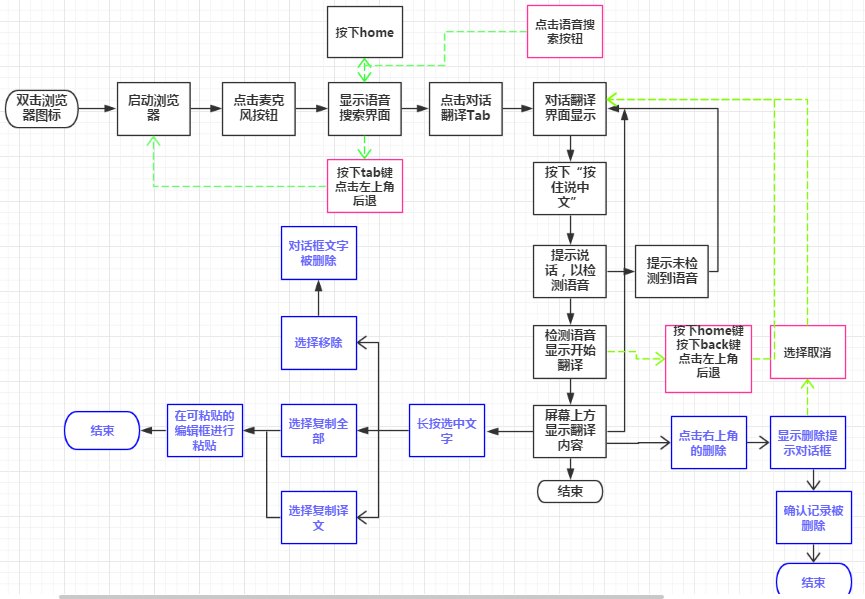 按下home
点击语音搜
索按钮
双击浏览
器图标
启动浏览
器
点击麦克
风按钮
显示语音
搜索界面
点击对话
翻译Tab
对话翻译
界面显示
按下tab键
点击左上角
后退
按下“按
住说中
文”
对话框文字
被删除
提示说
话，以检
测语音
提示未检
测到语音
选择移除
检测语音
显示开始
翻译
按下home键
按下back键
点击左上角
后退
选择取消
结束
在可粘贴的
编辑框进行
粘贴
选择复制全
部
长按选中文
字
屏幕上方
显示翻译
内容
点击右上角
的删除
显示删除提
示对话框
选择复制译
文
结束
确认记录被
删除
结束